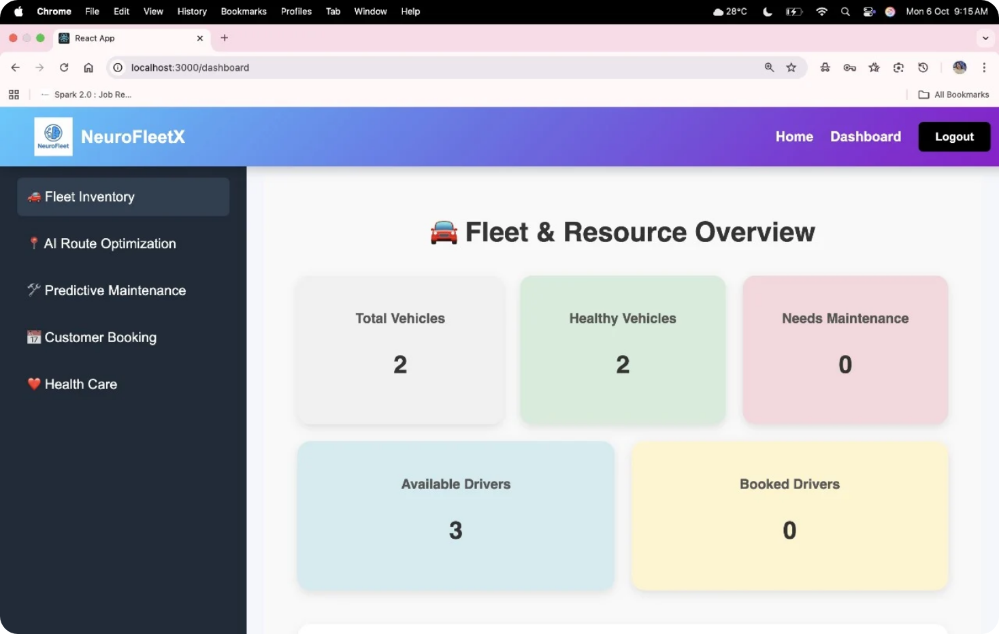 Chrome File Edit View History Bookmarks Profiles Tab Window Help 28°C Mon 6 Oct 9:15 AM
React App
localhost:3000/dashboard
Spark 2.0 : Job Re... All Bookmarks
NeuroFleet
NeuroFleetX Home Dashboard Logout
Fleet Inventory
AI Route Optimization
Predictive Maintenance
17 Customer Booking
Health Care
Fleet & Resource Overview
Total Vehicles
2
Healthy Vehicles
2
Needs Maintenance
0
Available Drivers
3
Booked Drivers
0